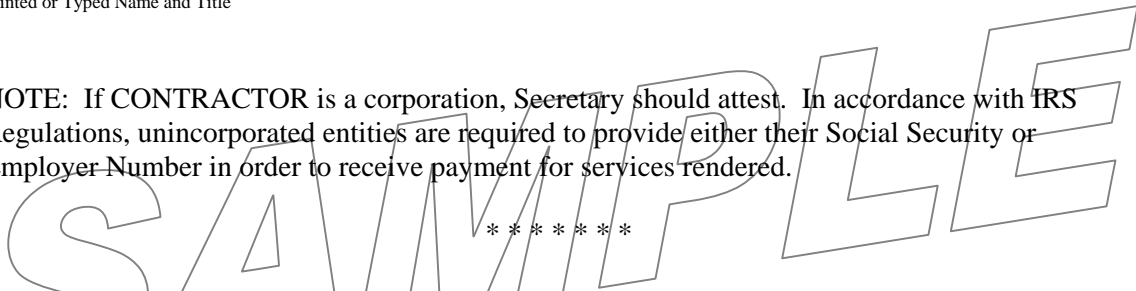 inted or Typed Name and Title
NOTE: If CONTRACTOR is a corporation, Secretary should attest. In accordance with IRS
Regulations, unincorporated entities are required to provide either their Social Security or
Employer Number in order to receive payment for services rendered.
* * * * * * *
SAMPLE